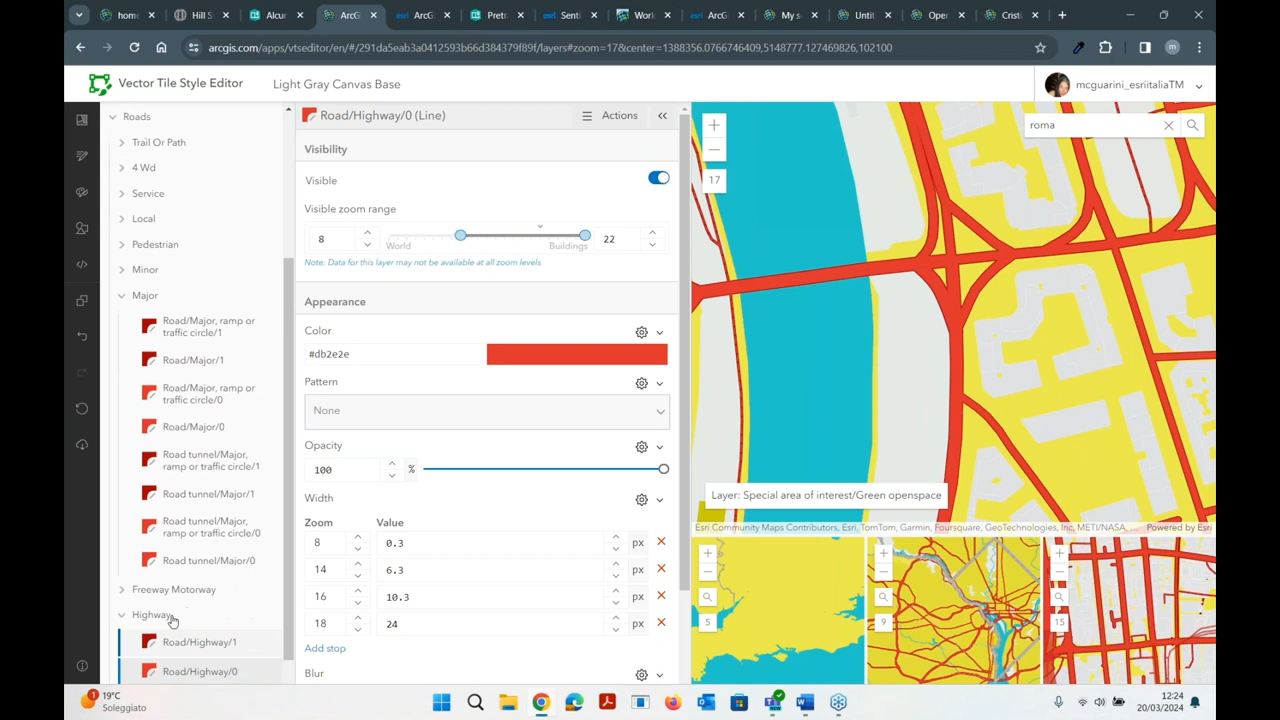 home
Hill S
Alcur
ArcG
ArcG
Preto
Senti
Worl
ArcG
My s
Untit
Open
Cristi
arcgis.com/apps/vtseditor/en/#/291da5eab3a0412593b66d384379f89f/layers#zoom=17&center=1388356.0766746409,5148777.127469826,102100
m
Vector Tile Style Editor
Light Gray Canvas Base
mcguarini_esriitaliaTM
Roads
Trail Or Path
4 Wd
Service
Local
Pedestrian
Minor
Major
Road/Major, ramp or
traffic circle/1
Road/Major/1
Road/Major, ramp or
traffic circle/0
Road/Major/0
Road tunnel/Major,
ramp or traffic circle/1
Road tunnel/Major/1
Road tunnel/Major,
ramp or traffic circle/0
Road tunnel/Major/0
Freeway Motorway
Highway
Road/Highway/1
Road/Highway/0
Road/Highway/0 (Line)
Actions
Visibility
Visible
Visible zoom range
8
World
Buildings
22
Note: Data for this layer may not be available at all zoom levels
Appearance
Color
#db2e2e
Pattern
None
Opacity
100 %
Width
Zoom Value
8 0.3 px
14 6.3 px
16 10.3 px
18 24 px
Add stop
Blur
17
roma
Layer: Special area of interest/Green openspace
Esri Community Maps Contributors, Esri, TomTom, Garmin, Foursquare, GeoTechnologies, Inc, METI/NASA, ... Powered by Esri
5
9
15
1
19°C
Soleggiato
12:24
20/03/2024